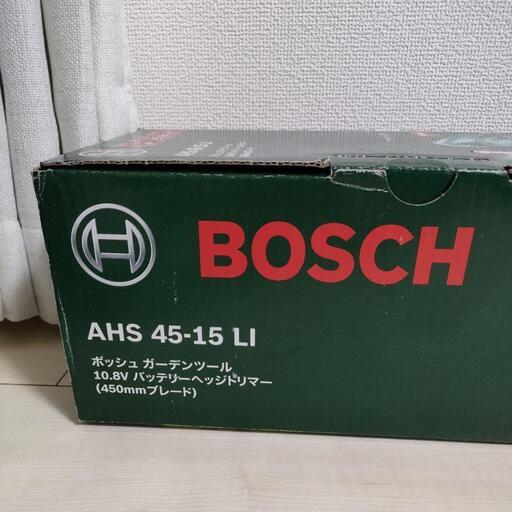 BOSCH
AHS 45-15 LI
ボッシュ ガーデンツール
10.8V バッテリーヘッジトリマー
(450mmブレード)